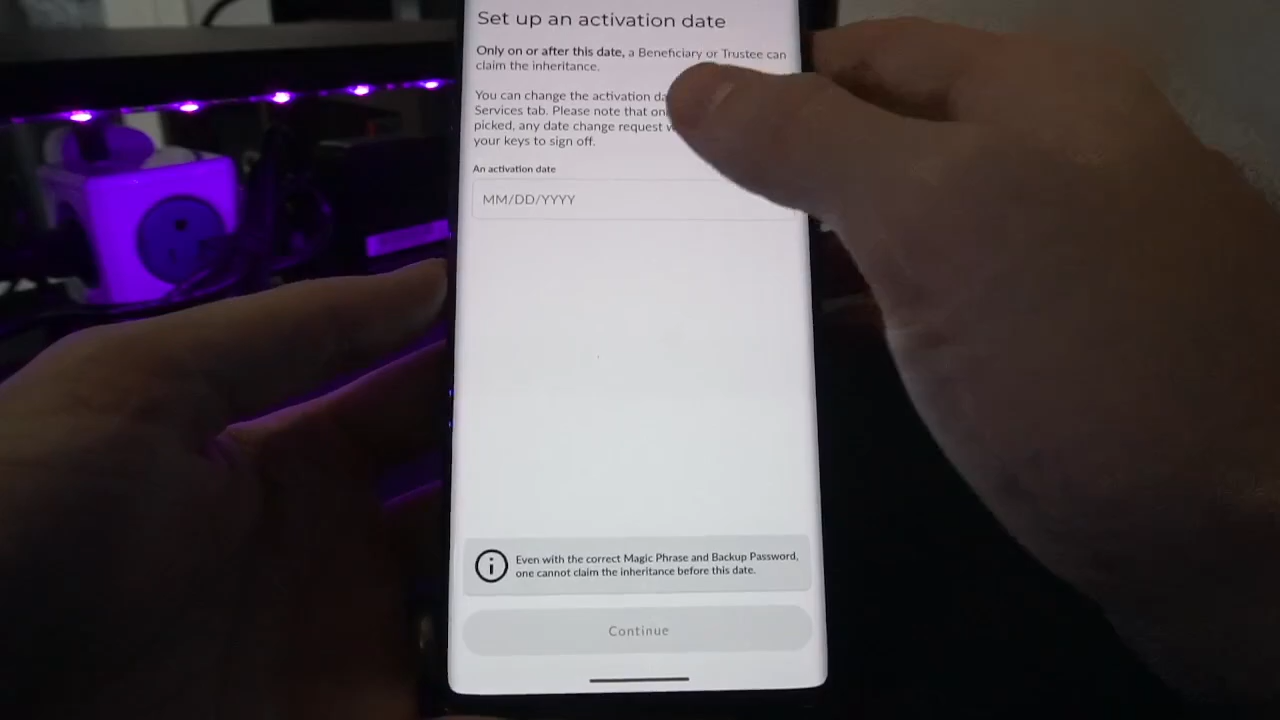 Set up an activation date
Only on or after this date, a Beneficiary or Trustee can
claim the inheritance.
You can change the activation da
Services tab. Please note that on
picked, any date change request w
your keys to sign off.
An activation date
MM/DD/YYYY
Even with the correct Magic Phrase and Backup Password,
one cannot claim the inheritance before this date.
Continue